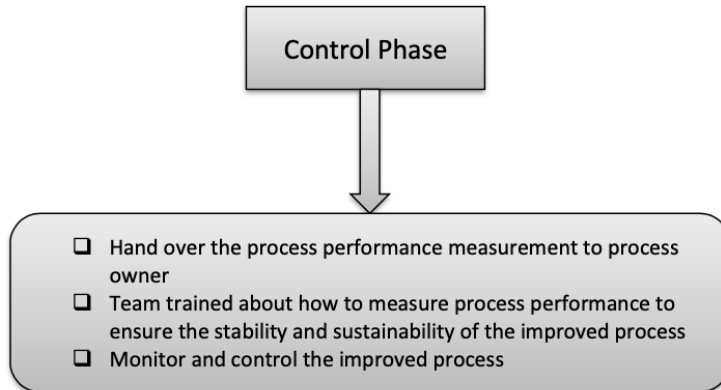 Control Phase
❑ Hand over the process performance measurement to process
owner
❑ Team trained about how to measure process performance to
ensure the stability and sustainability of the improved process
❑ Monitor and control the improved process